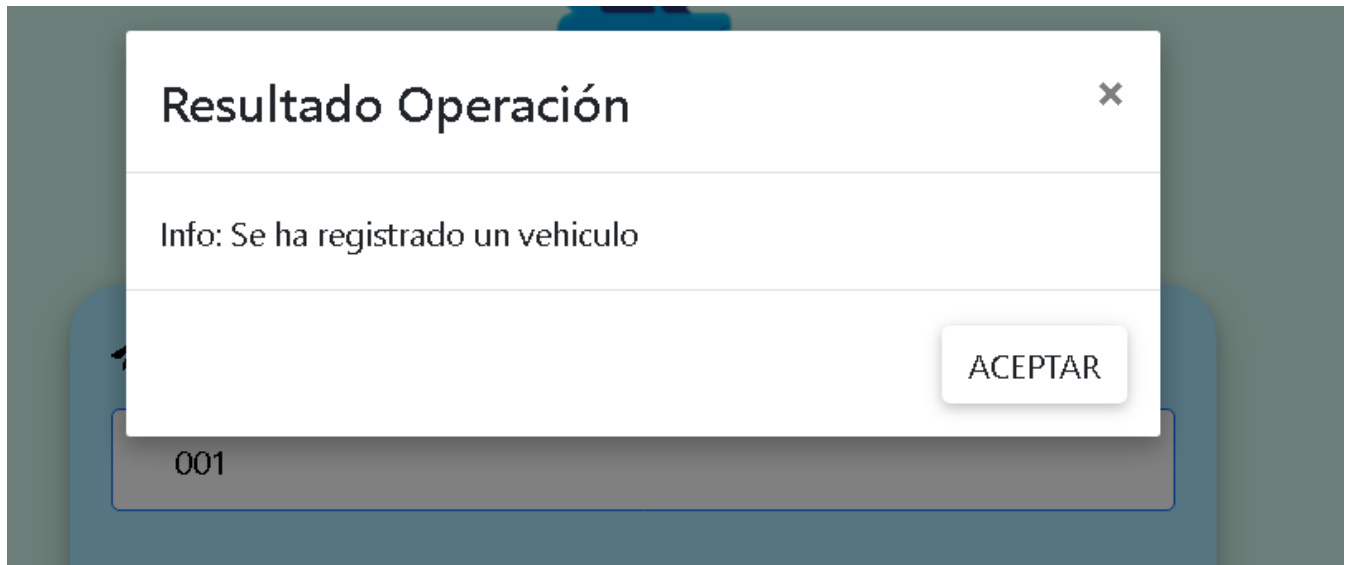 Resultado Operación
×
Info: Se ha registrado un vehiculo
ACEPTAR
001